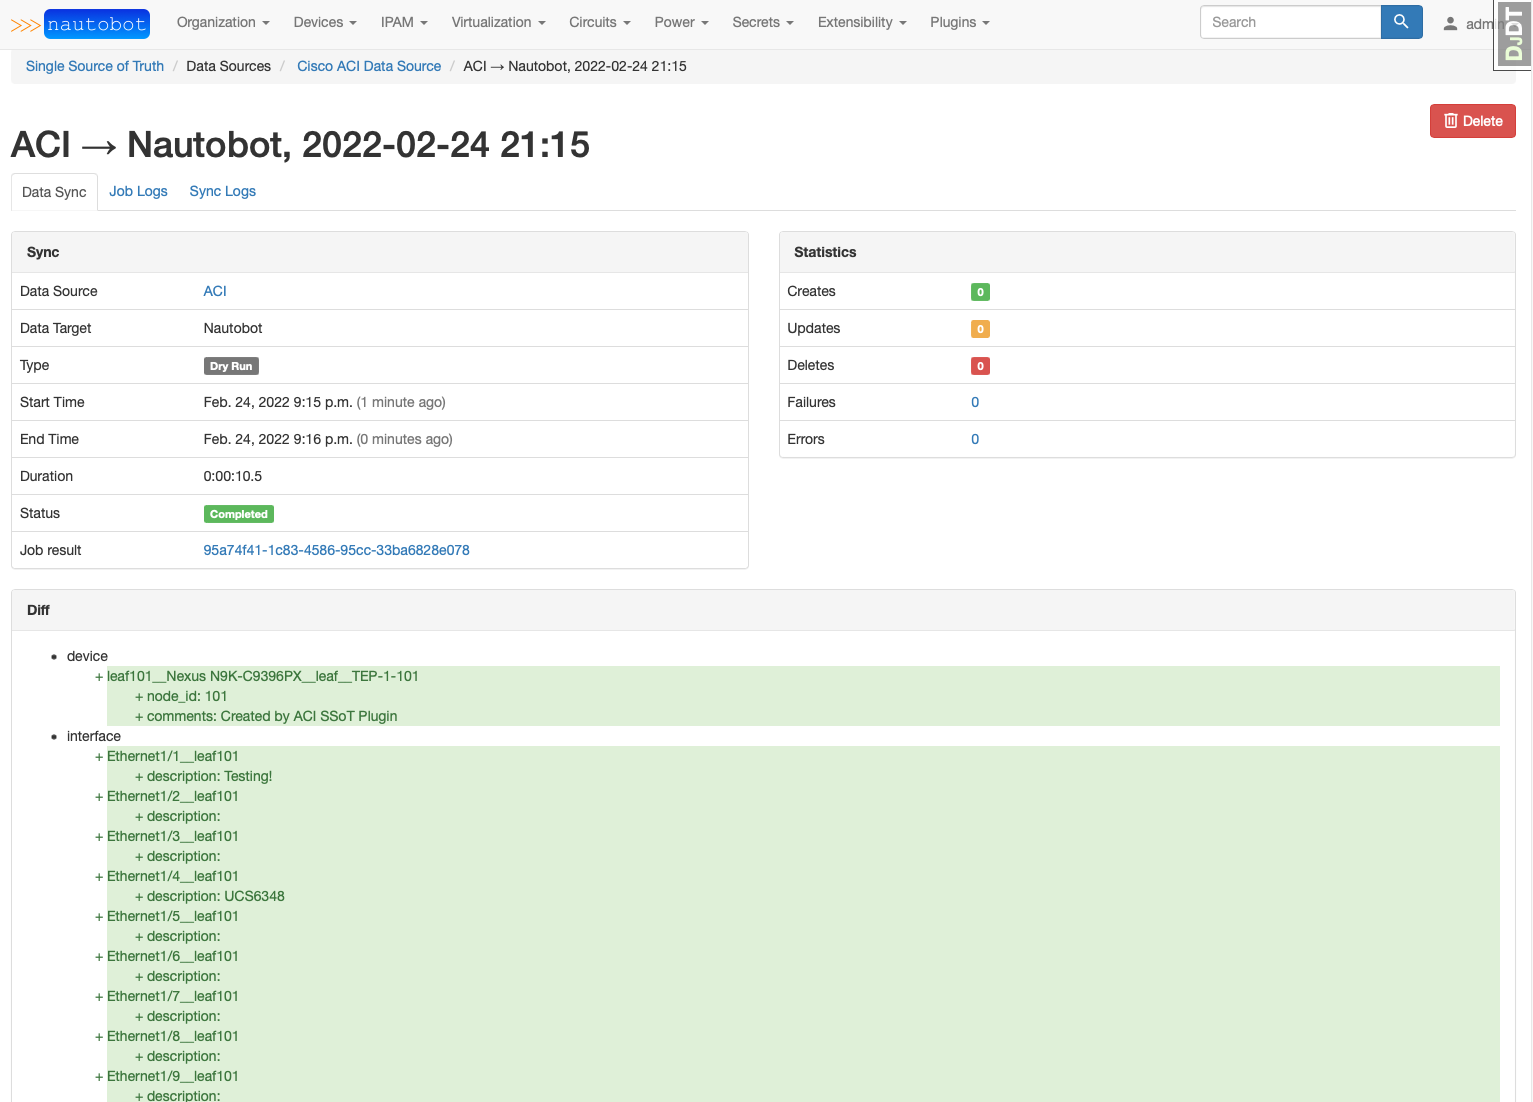 >>> nautobot Organization Devices IPAM Virtualization Circuits Power Secrets Extensibility Plugins Search admin DJDT
Single Source of Truth / Data Sources / Cisco ACI Data Source / ACI → Nautobot, 2022-02-24 21:15
Delete
ACI → Nautobot, 2022-02-24 21:15
Data Sync Job Logs Sync Logs
Sync
Data Source ACI
Data Target Nautobot
Type Dry Run
Start Time Feb. 24, 2022 9:15 p.m. (1 minute ago)
End Time Feb. 24, 2022 9:16 p.m. (0 minutes ago)
Duration 0:00:10.5
Status Completed
Job result 95a74f41-1c83-4586-95cc-33ba6828e078
Statistics
Creates 0
Updates 0
Deletes 0
Failures 0
Errors 0
Diff
• device
+ leaf101__Nexus N9K-C9396PX__leaf__TEP-1-101
+ node_id: 101
+ comments: Created by ACI SSoT Plugin
• interface
+ Ethernet1/1__leaf101
+ description: Testing!
+ Ethernet1/2__leaf101
+ description:
+ Ethernet1/3__leaf101
+ description:
+ Ethernet1/4__leaf101
+ description: UCS6348
+ Ethernet1/5__leaf101
+ description:
+ Ethernet1/6__leaf101
+ description:
+ Ethernet1/7__leaf101
+ description:
+ Ethernet1/8__leaf101
+ description:
+ Ethernet1/9__leaf101
+ description: